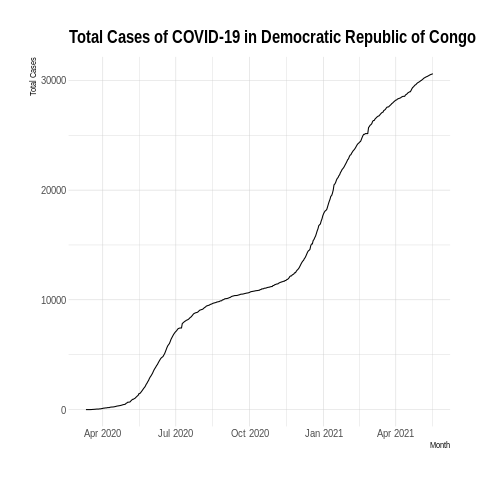 Total Cases of COVID-19 in Democratic Republic of Congo
Total Cases
30000
20000
10000
0
Apr 2020 Jul 2020 Oct 2020 Jan 2021 Apr 2021
Month